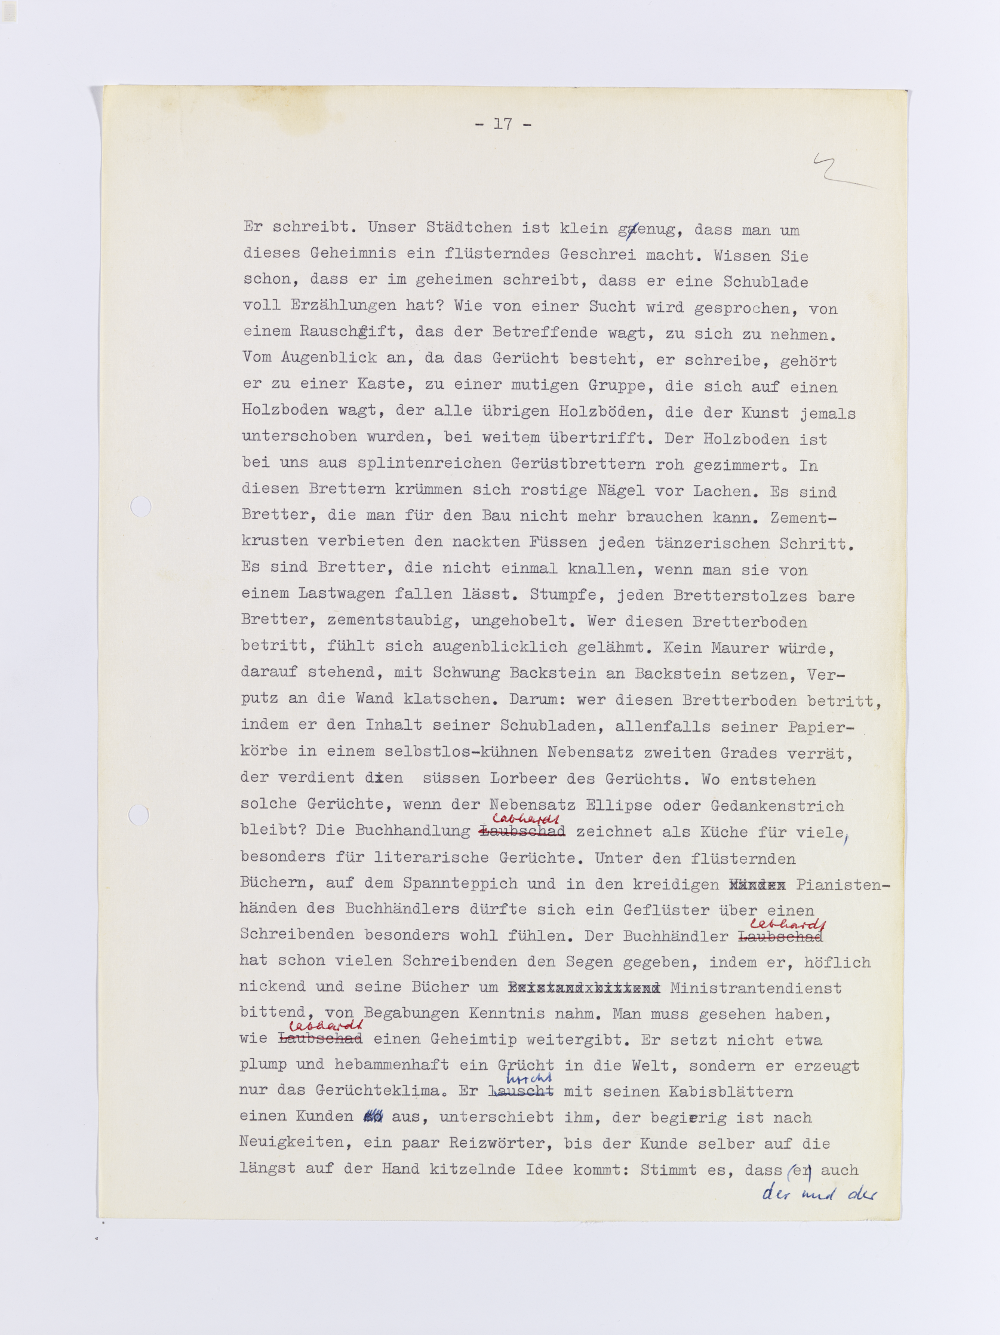 - 17 -
Er schreibt. Unser Städtchen ist klein genug, dass man um
dieses Geheimnis ein flüsterndes Geschrei macht. Wissen Sie
schon, dass er im geheimen schreibt, dass er eine Schublade
voll Erzählungen hat? Wie von einer Sucht wird gesprochen, von
einem Rauschgift, das der Betreffende wagt, zu sich zu nehmen.
Vom Augenblick an, da das Gerücht besteht, er schreibe, gehört
er zu einer Kaste, zu einer mutigen Gruppe, die sich auf einen
Holzboden wagt, der alle übrigen Holzböden, die der Kunst jemals
unterschoben wurden, bei weitem übertrifft. Der Holzboden ist
bei uns aus splintenreichen Gerüstbrettern roh gezimmert. In
diesen Brettern krümmen sich rostige Nägel vor Lachen. Es sind
Bretter, die man für den Bau nicht mehr brauchen kann. Zement-
krusten verbieten den nackten Füssen jeden tänzerischen Schritt.
Es sind Bretter, die nicht einmal knallen, wenn man sie von
einem Lastwagen fallen lässt. Stumpfe, jeden Bretterstolzes bare
Bretter, zementstaubig, ungehobelt. Wer diesen Bretterboden
betritt, fühlt sich augenblicklich gelähmt. Kein Maurer würde,
darauf stehend, mit Schwung Backstein an Backstein setzen, Ver-
putz an die Wand klatschen. Darum: wer diesen Bretterboden betritt,
indem er den Inhalt seiner Schubladen, allenfalls seiner Papier-
körbe in einem selbstlos-kühnen Nebensatz zweiten Grades verrät,
der verdient den süssen Lorbeer des Gerüchts. Wo entstehen
solche Gerüchte, wenn der Nebensatz Ellipse oder Gedankenstrich
Lebhardt
bleibt? Die Buchhandlung Laubschad zeichnet als Küche für viele,
besonders für literarische Gerüchte. Unter den flüsternden
Büchern, auf dem Spannteppich und in den kreidigen Händen Pianisten-
händen des Buchhändlers dürfte sich ein Geflüster über einen
Lebhardt
Schreibenden besonders wohl fühlen. Der Buchhändler Laubschad
hat schon vielen Schreibenden den Segen gegeben, indem er, höflich
nickend und seine Bücher um Beistand bittend Ministrantendienst
bittend, von Begabungen Kenntnis nahm. Man muss gesehen haben,
Lebhardt
wie Laubschad einen Geheimtip weitergibt. Er setzt nicht etwa
plump und hebammenhaft ein Grücht in die Welt, sondern er erzeugt
horcht
nur das Gerüchteklima. Er lauscht mit seinen Kabisblättern
einen Kunden aus, unterschiebt ihm, der begierig ist nach
Neuigkeiten, ein paar Reizwörter, bis der Kunde selber auf die
längst auf der Hand kitzelnde Idee kommt: Stimmt es, dass (er) auch
der und der